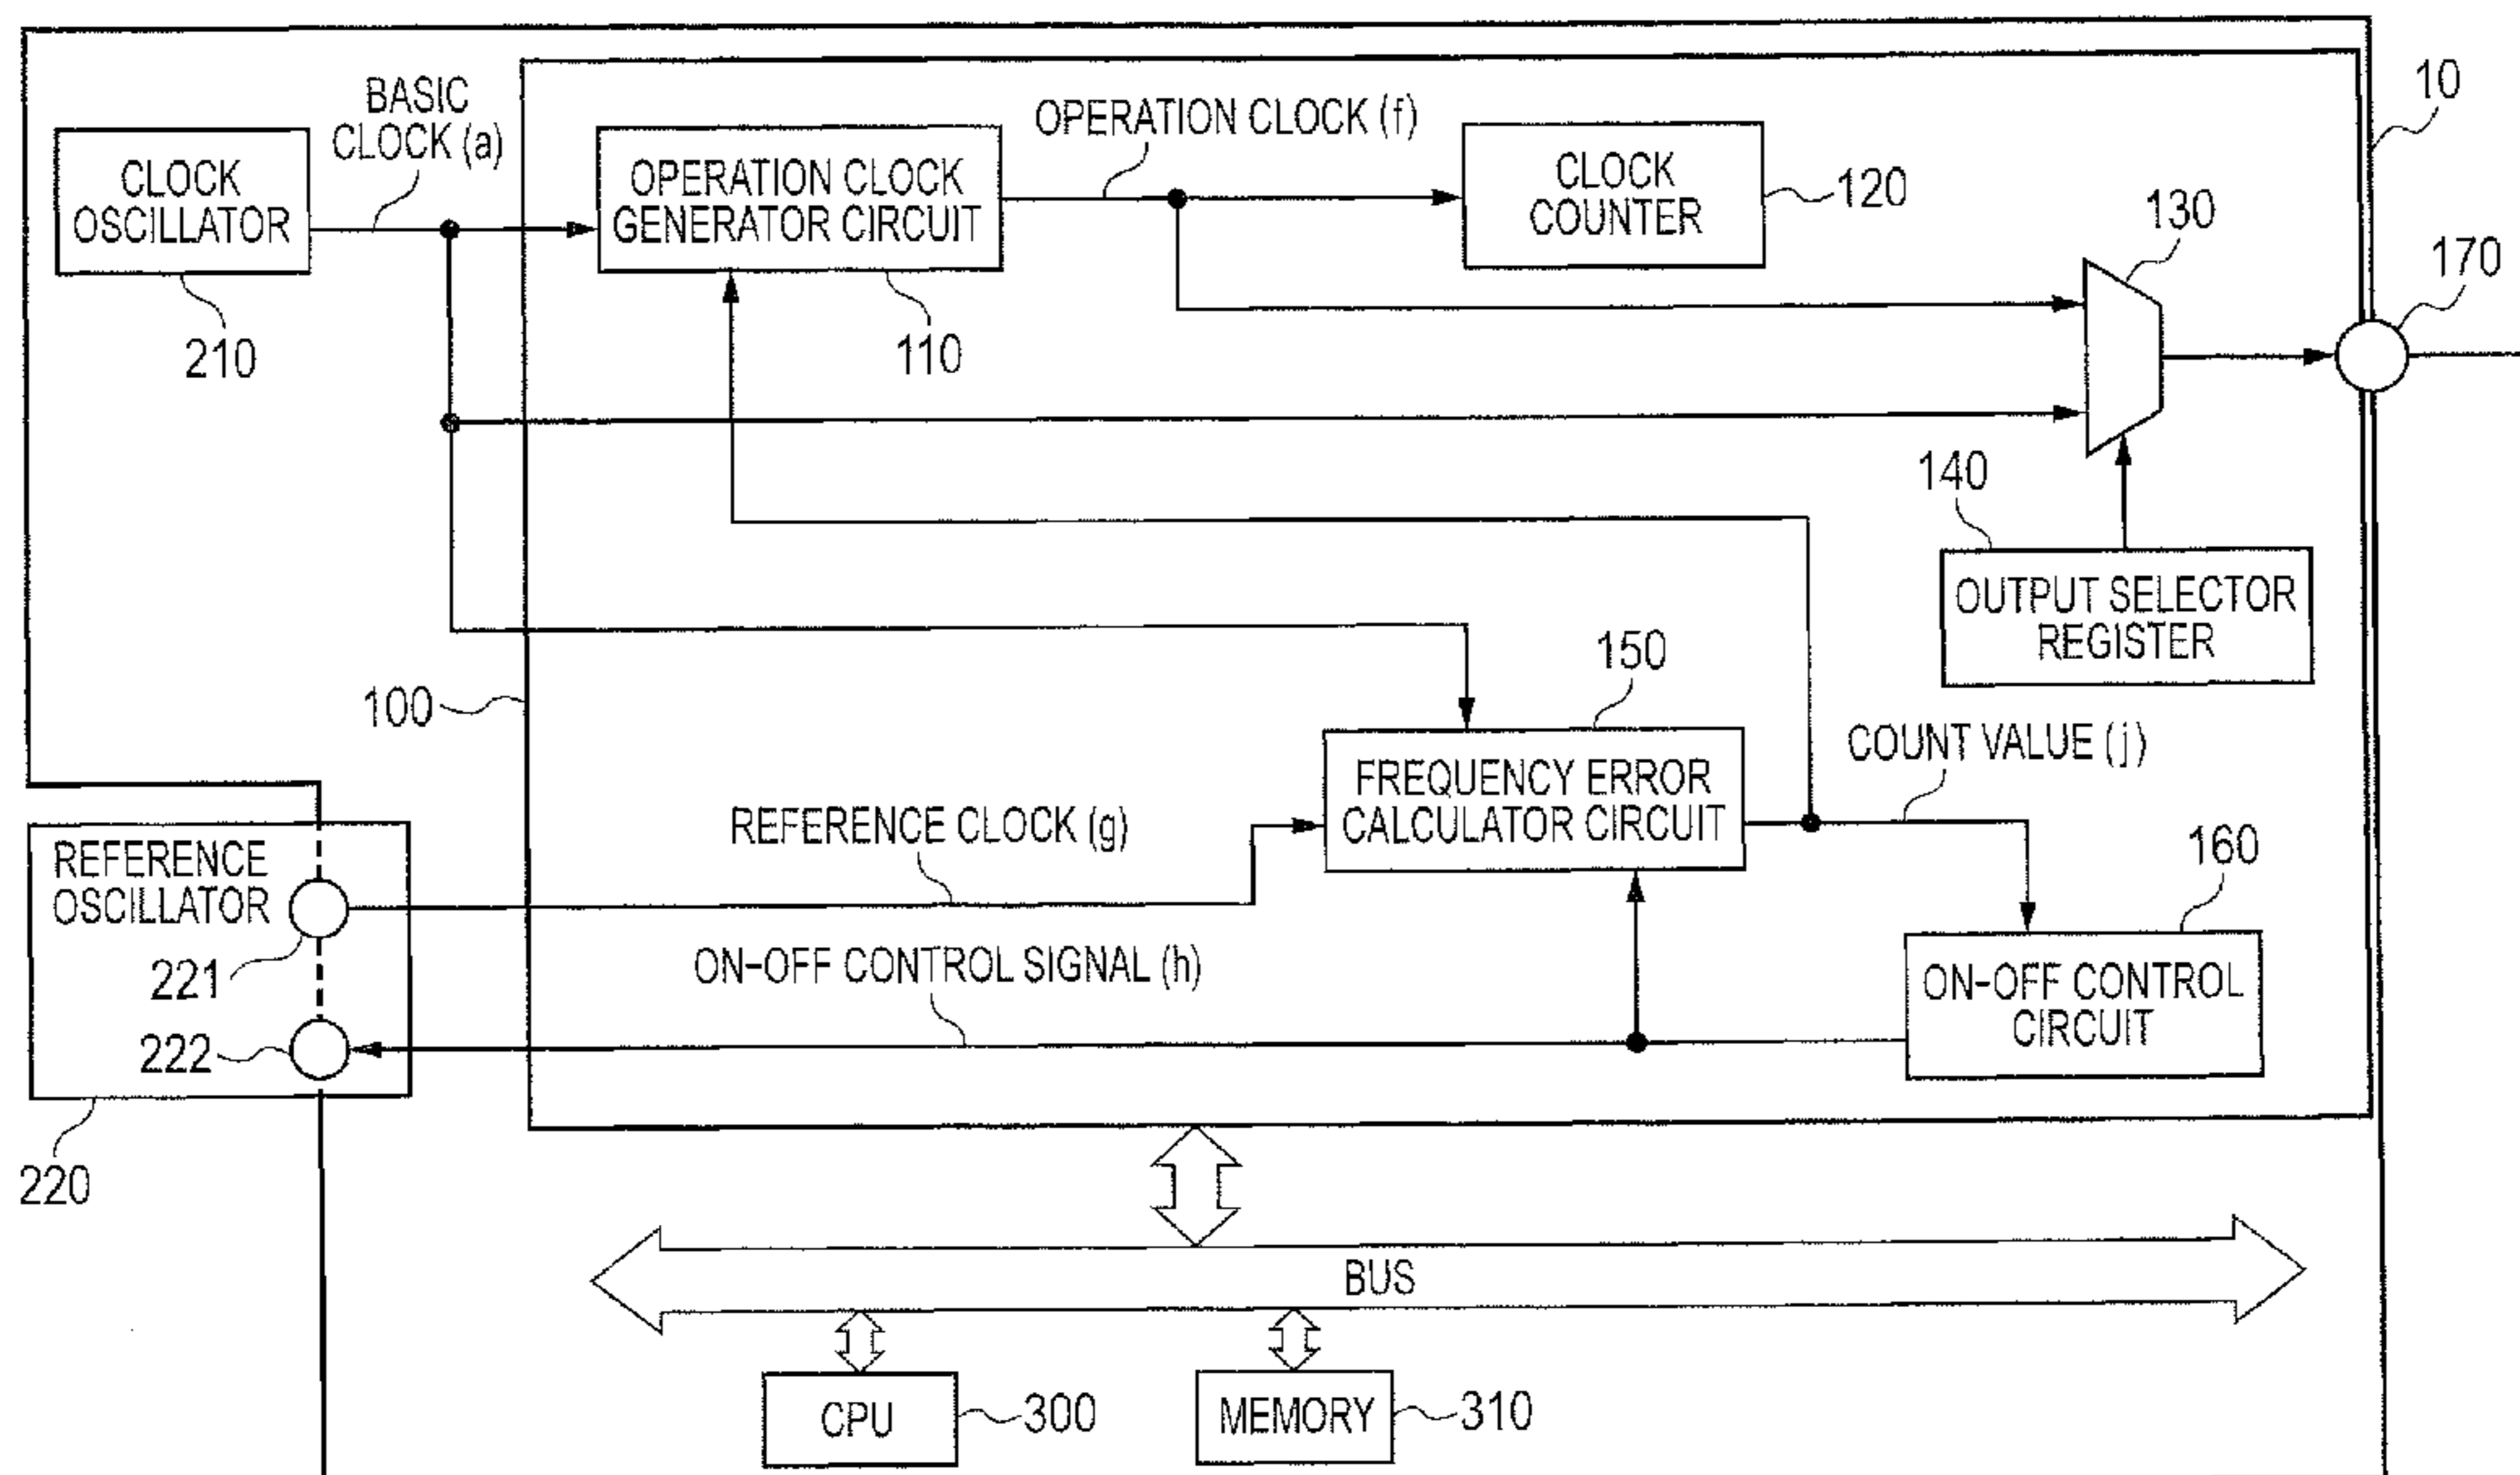 10
BASIC
CLOCK (a)
OPERATION CLOCK (f)
CLOCK
OSCILLATOR
OPERATION CLOCK
GENERATOR CIRCUIT
CLOCK
COUNTER
120
130
170
210
110
140
OUTPUT SELECTOR
REGISTER
150
100
COUNT VALUE (j)
FREQUENCY ERROR
CALCULATOR CIRCUIT
REFERENCE CLOCK (g)
160
REFERENCE
OSCILLATOR
221
ON-OFF CONTROL SIGNAL (h)
ON-OFF CONTROL
CIRCUIT
222
220
BUS
CPU
300
MEMORY
310